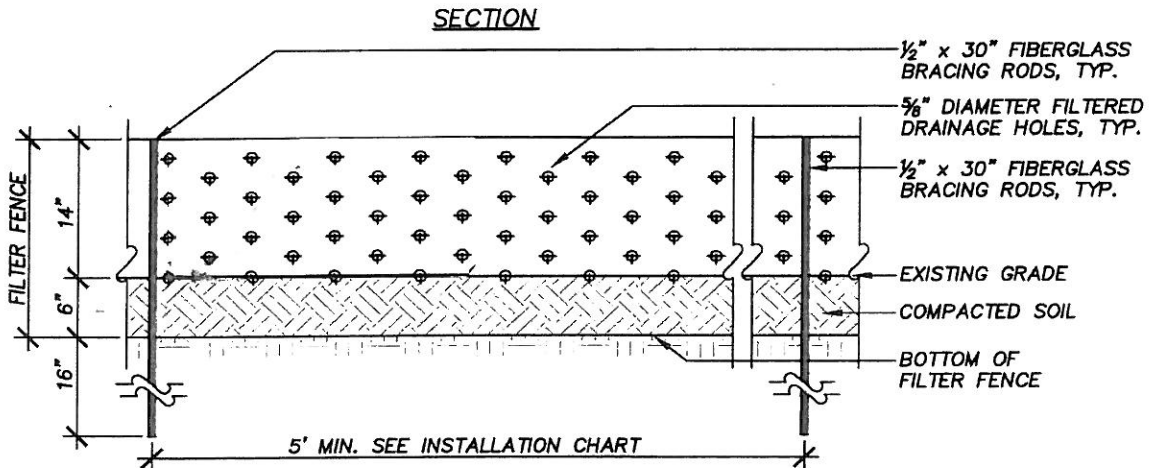 SECTION
½" x 30" FIBERGLASS
BRACING RODS, TYP.
⅝" DIAMETER FILTERED
DRAINAGE HOLES, TYP.
½" x 30" FIBERGLASS
BRACING RODS, TYP.
FILTER FENCE
14"
6"
16"
EXISTING GRADE
COMPACTED SOIL
BOTTOM OF
FILTER FENCE
5' MIN. SEE INSTALLATION CHART